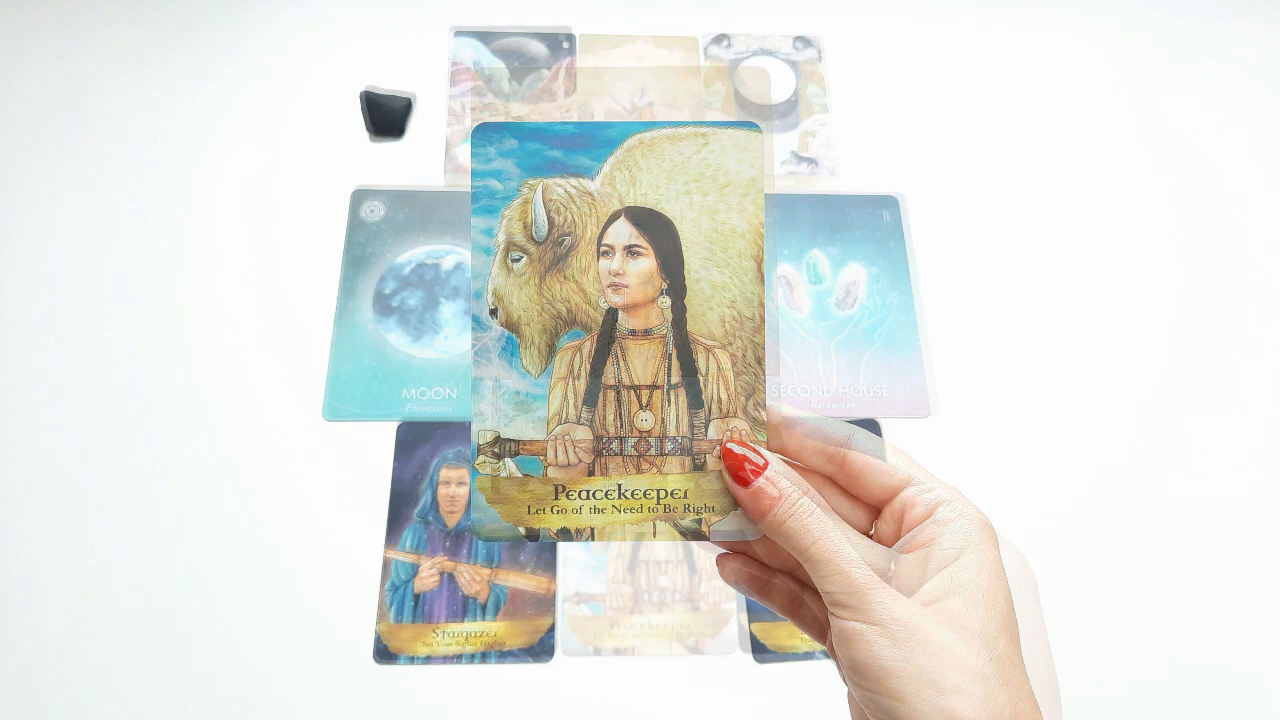 MOON
Emotions
SECOND HOUSE
Resources
Peacekeeper
Let Go of the Need to Be Right
Stargazer
Set Your Sights Higher
Peacekeeper